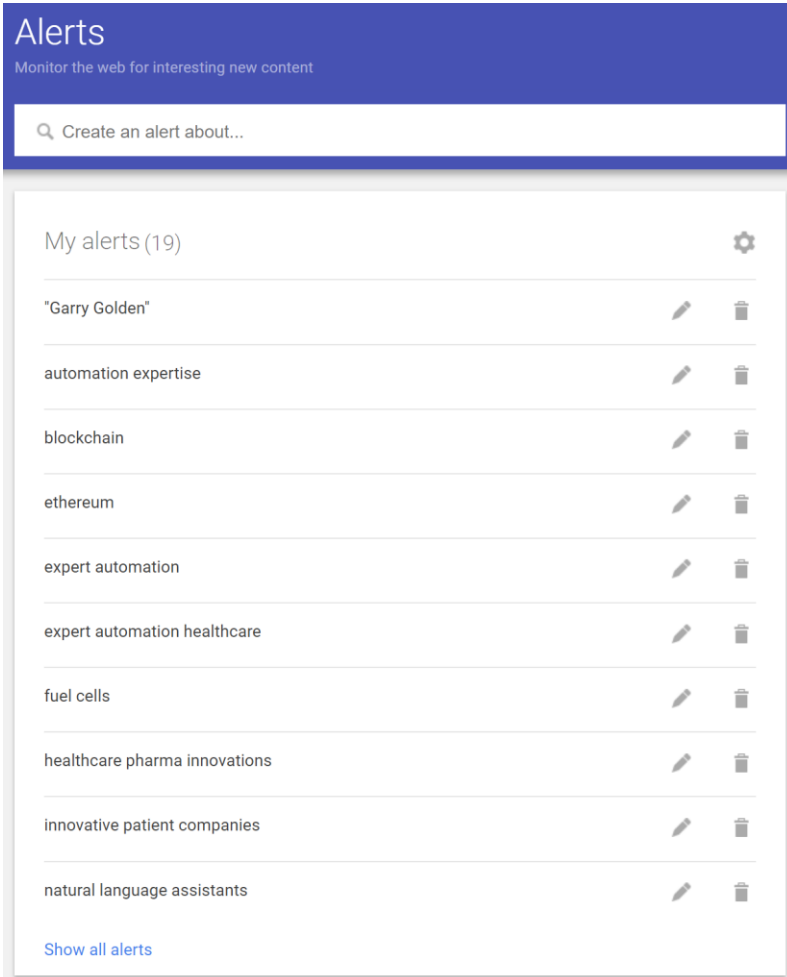 Alerts
Monitor the web for interesting new content
Create an alert about...
My alerts (19)
"Garry Golden"
automation expertise
blockchain
ethereum
expert automation
expert automation healthcare
fuel cells
healthcare pharma innovations
innovative patient companies
natural language assistants
Show all alerts